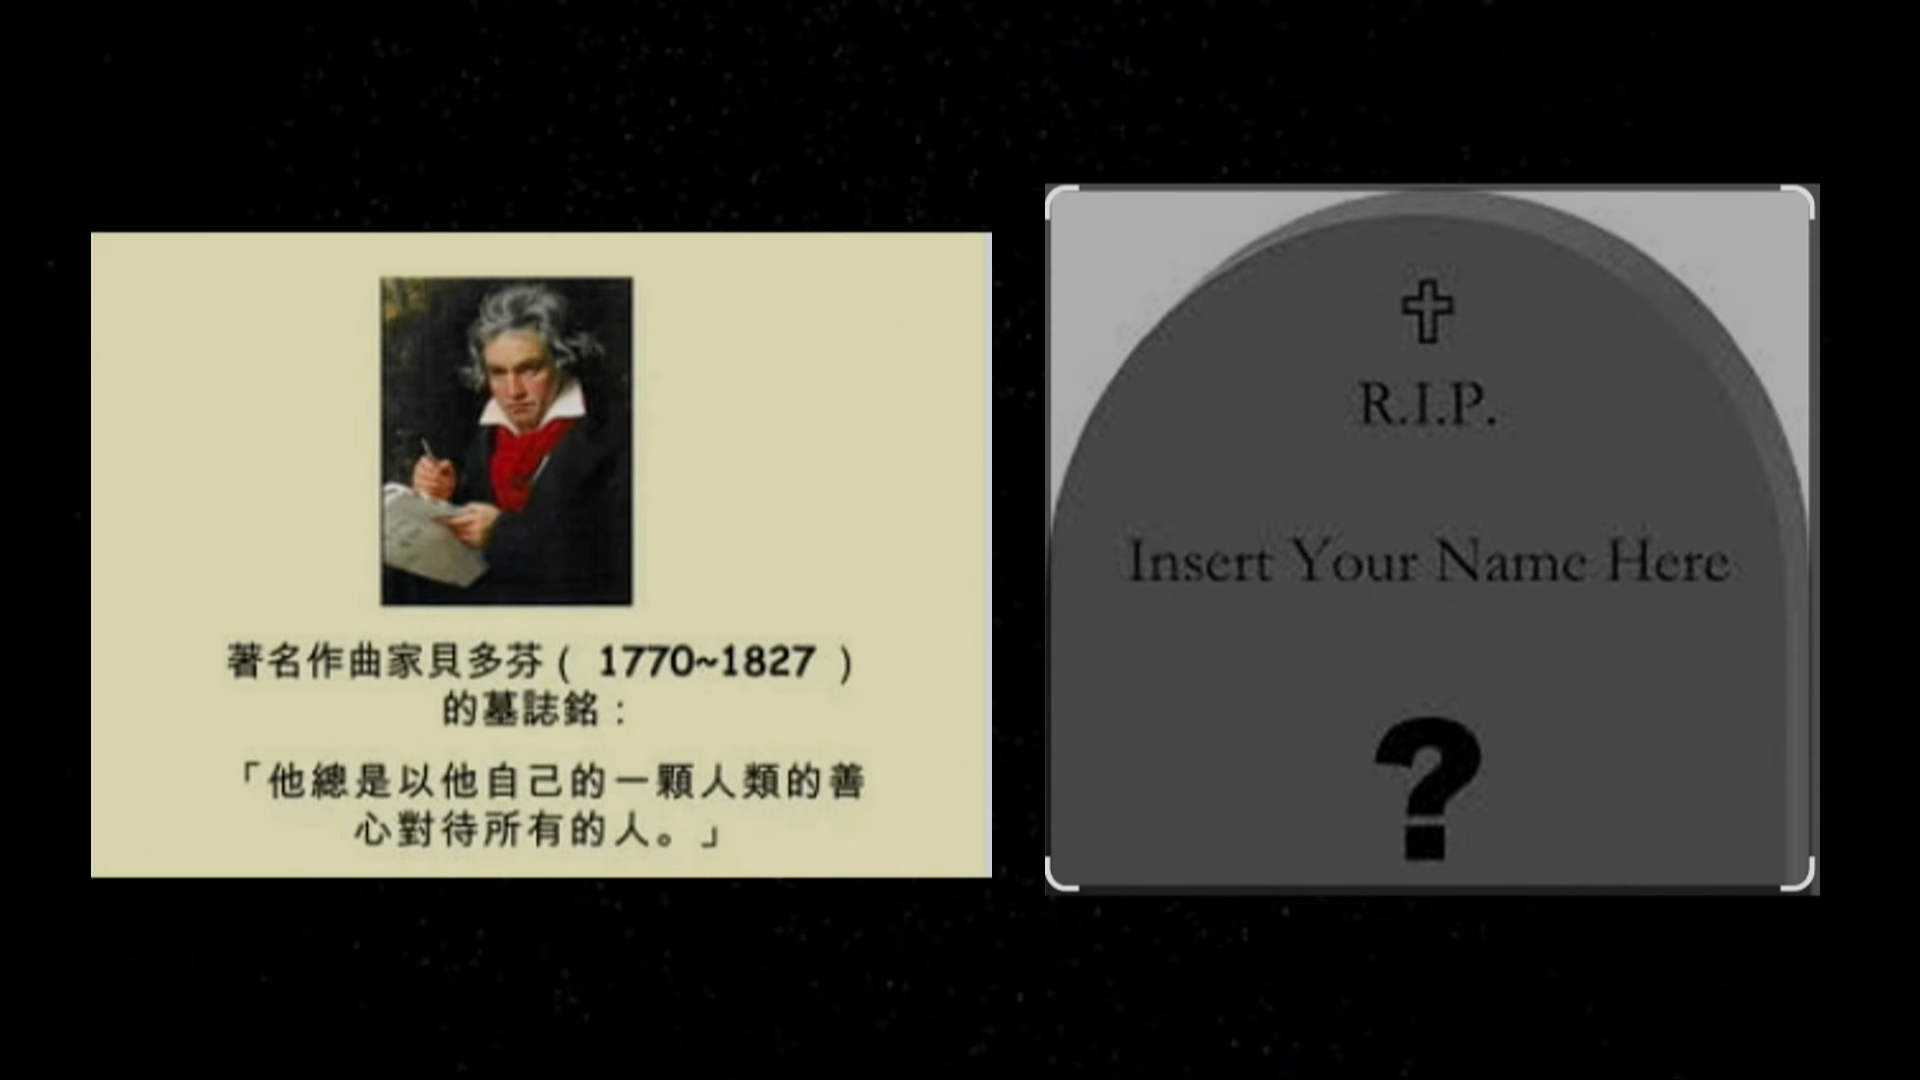 著名作曲家貝多芬（ 1770~1827 ）
的墓誌銘：
「他總是以他自己的一顆人類的善
心對待所有的人。」
R.I.P.
Insert Your Name Here
?